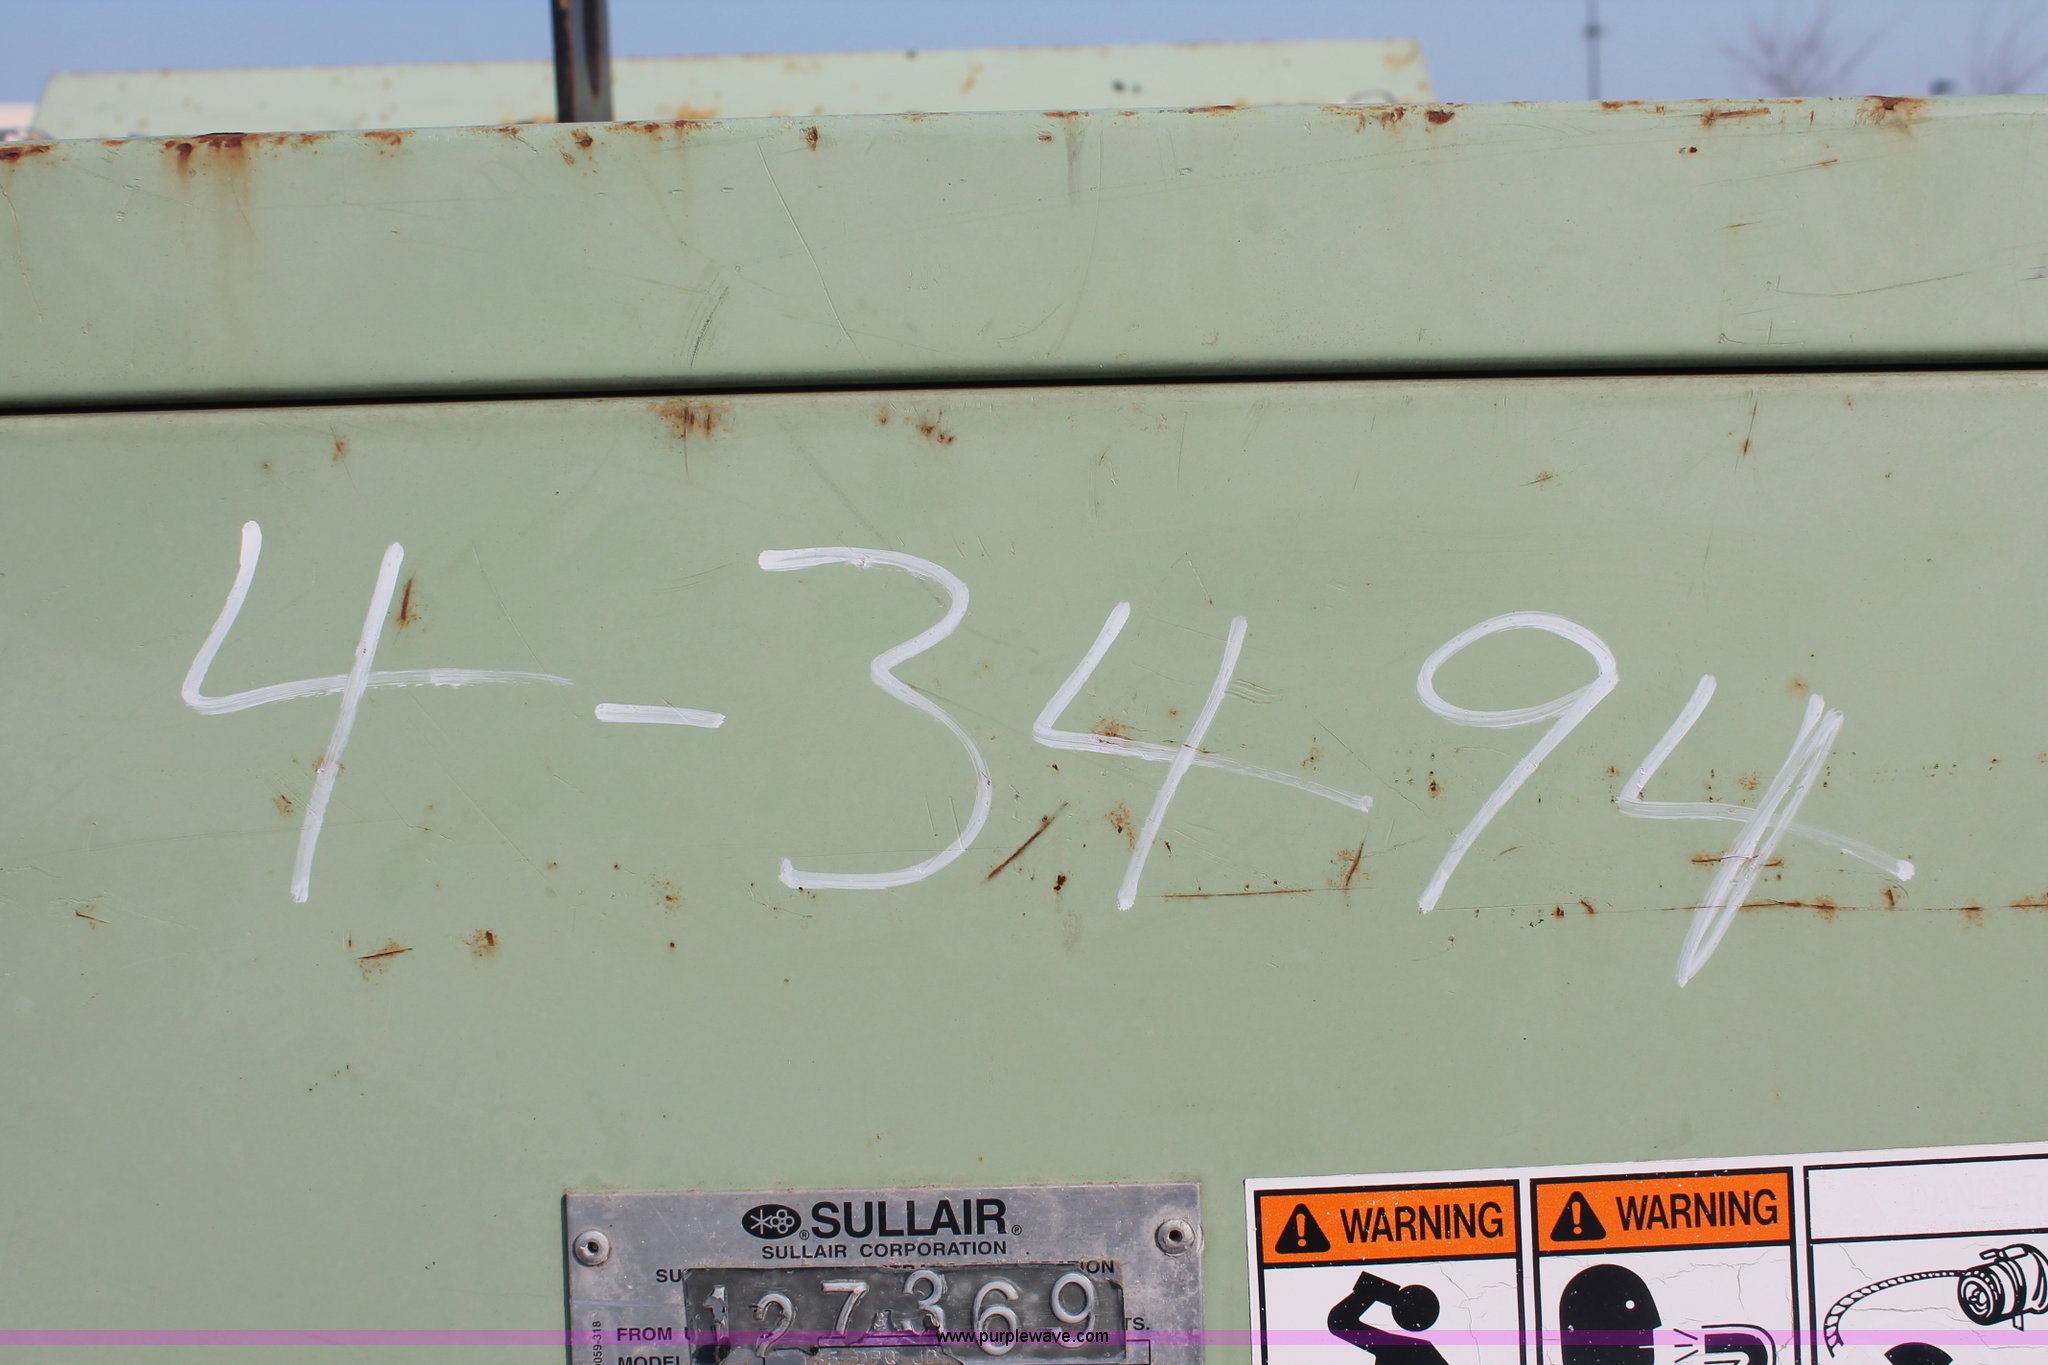 4-3494
SULLAIR®
SULLAIR CORPORATION
127369
FROM
MODEL
WARNING
WARNING
www.purplewave.com